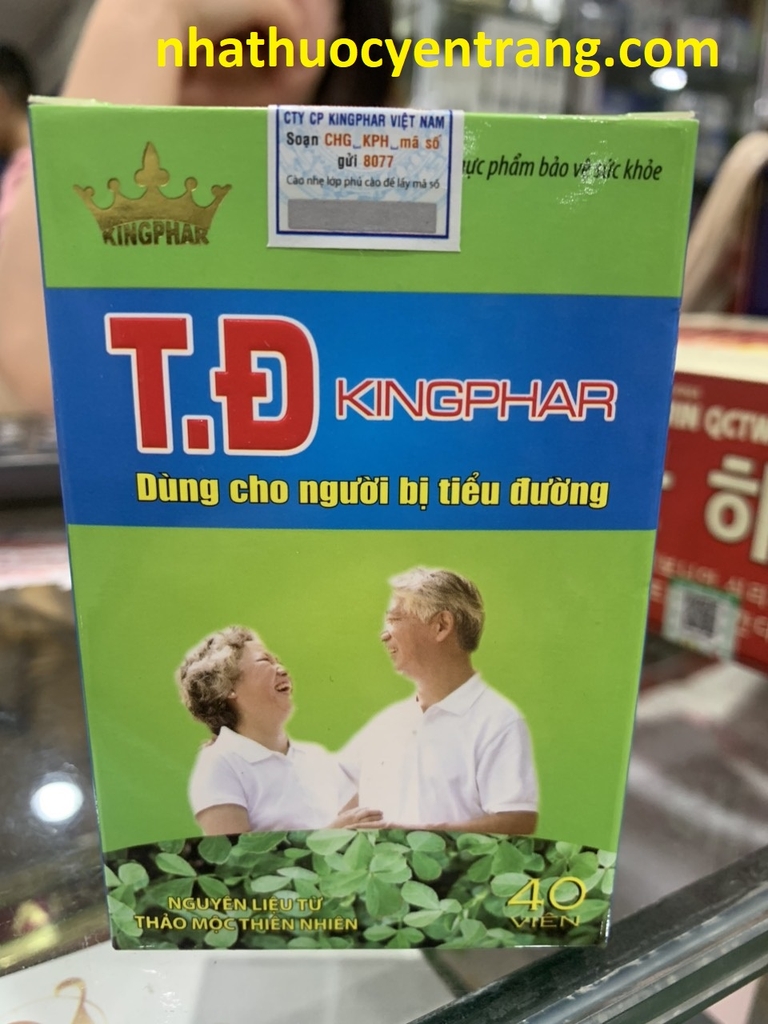 nhathuocyentrang.com
CTY CP KINGPHAR VIỆT NAM
Soạn CHG_KPH_mã số
gửi 8077
Cào nhẹ lớp phủ cào để lấy mã số
phẩm bảo vệ sức khỏe
KINGPHAR
T.Đ KINGPHAR
Dùng cho người bị tiểu đường
QCTW
하
NGUYÊN LIỆU TỪ
THẢO MỘC THIÊN NHIÊN
40
VIÊN